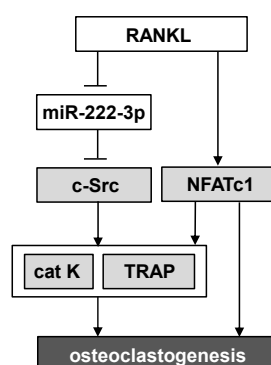 RANKL
miR-222-3p
c-Src NFATc1
cat K TRAP
osteoclastogenesis